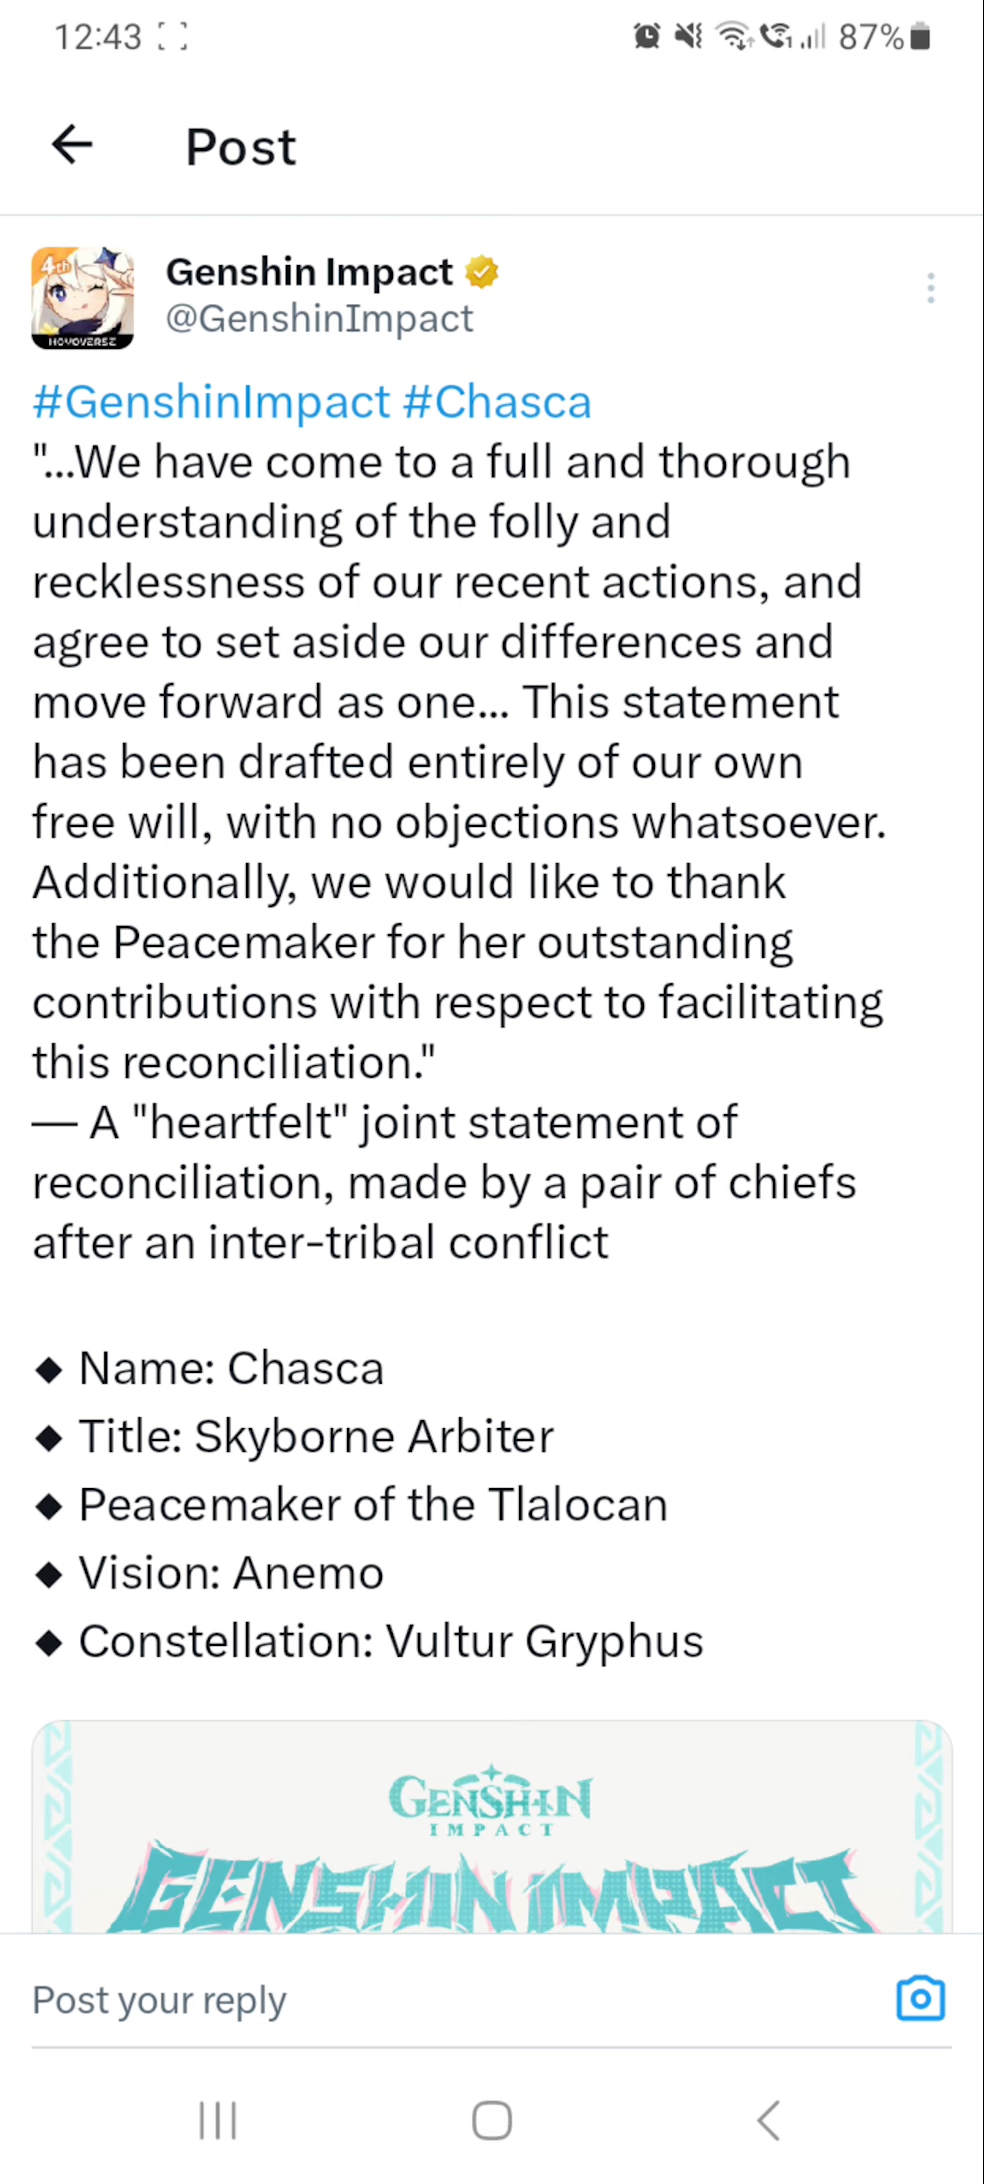 12:43
87%
Post
4th
Genshin Impact
HOYOVERSE
@GenshinImpact
#GenshinImpact #Chasca
"...We have come to a full and thorough
understanding of the folly and
recklessness of our recent actions, and
agree to set aside our differences and
move forward as one... This statement
has been drafted entirely of our own
free will, with no objections whatsoever.
Additionally, we would like to thank
the Peacemaker for her outstanding
contributions with respect to facilitating
this reconciliation."
— A "heartfelt" joint statement of
reconciliation, made by a pair of chiefs
after an inter-tribal conflict
◆ Name: Chasca
◆ Title: Skyborne Arbiter
◆ Peacemaker of the Tlalocan
◆ Vision: Anemo
◆ Constellation: Vultur Gryphus
GENSHIN
IMPACT
GENSHIN IMPACT
Post your reply